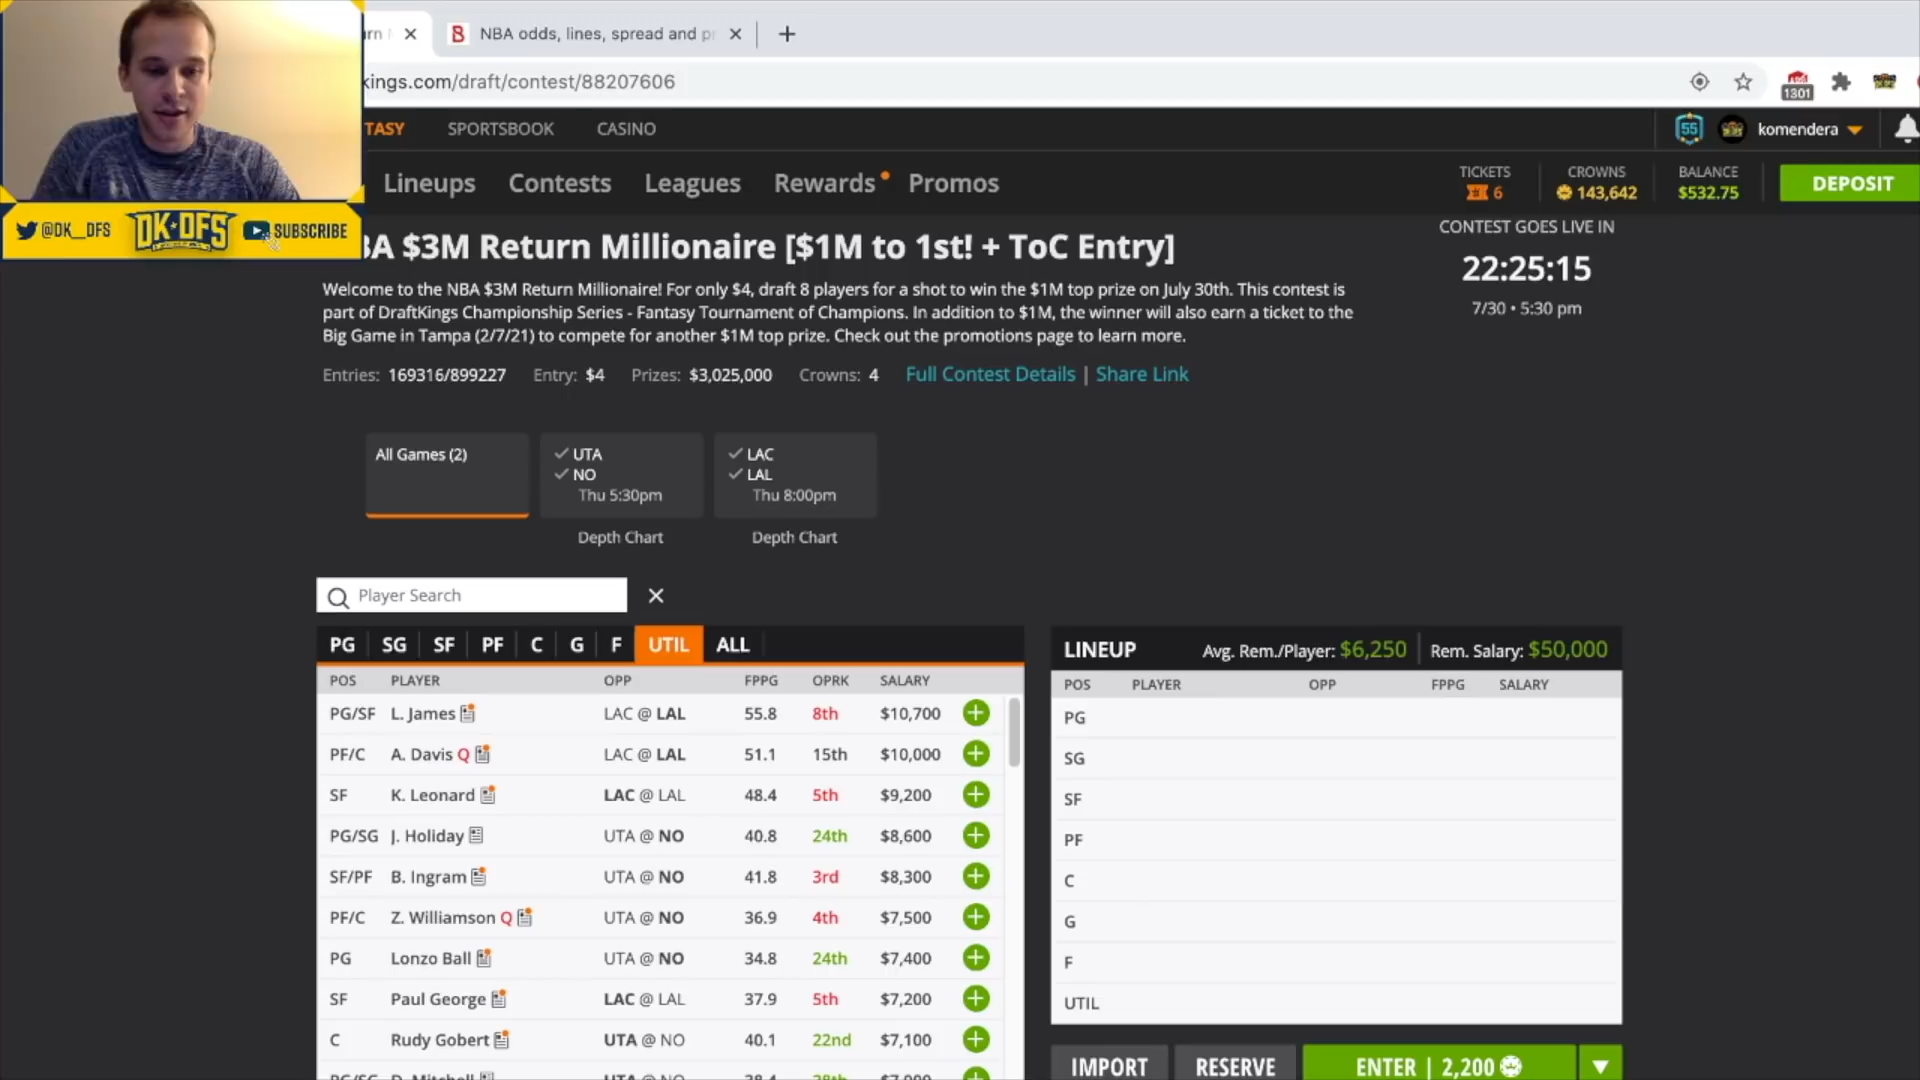 NBA odds, lines, spread and p
kings.com/draft/contest/88207606
1301
TASY SPORTSBOOK CASINO
55 komendera
Lineups Contests Leagues Rewards Promos
TICKETS 6 CROWNS 143,642 BALANCE $532.75 DEPOSIT
@DK__DFS DK DFS SUBSCRIBE
BA $3M Return Millionaire [$1M to 1st! + ToC Entry]
CONTEST GOES LIVE IN
22:25:15
7/30 • 5:30 pm
Welcome to the NBA $3M Return Millionaire! For only $4, draft 8 players for a shot to win the $1M top prize on July 30th. This contest is
part of DraftKings Championship Series - Fantasy Tournament of Champions. In addition to $1M, the winner will also earn a ticket to the
Big Game in Tampa (2/7/21) to compete for another $1M top prize. Check out the promotions page to learn more.
Entries: 169316/899227 Entry: $4 Prizes: $3,025,000 Crowns: 4 Full Contest Details | Share Link
All Games (2)
UTA
NO
Thu 5:30pm
LAC
LAL
Thu 8:00pm
Depth Chart Depth Chart
Player Search
PG SG SF PF C G F UTIL ALL
POS PLAYER OPP FPPG OPRK SALARY
PG/SF L. James LAC @ LAL 55.8 8th $10,700
PF/C A. Davis Q LAC @ LAL 51.1 15th $10,000
SF K. Leonard LAC @ LAL 48.4 5th $9,200
PG/SG J. Holiday UTA @ NO 40.8 24th $8,600
SF/PF B. Ingram UTA @ NO 41.8 3rd $8,300
PF/C Z. Williamson Q UTA @ NO 36.9 4th $7,500
PG Lonzo Ball UTA @ NO 34.8 24th $7,400
SF Paul George LAC @ LAL 37.9 5th $7,200
C Rudy Gobert UTA @ NO 40.1 22nd $7,100
PG/SG D. Mitchell UTA @ NO
LINEUP Avg. Rem./Player: $6,250 Rem. Salary: $50,000
POS PLAYER OPP FPPG SALARY
PG
SG
SF
PF
C
G
F
UTIL
IMPORT RESERVE ENTER | 2,200